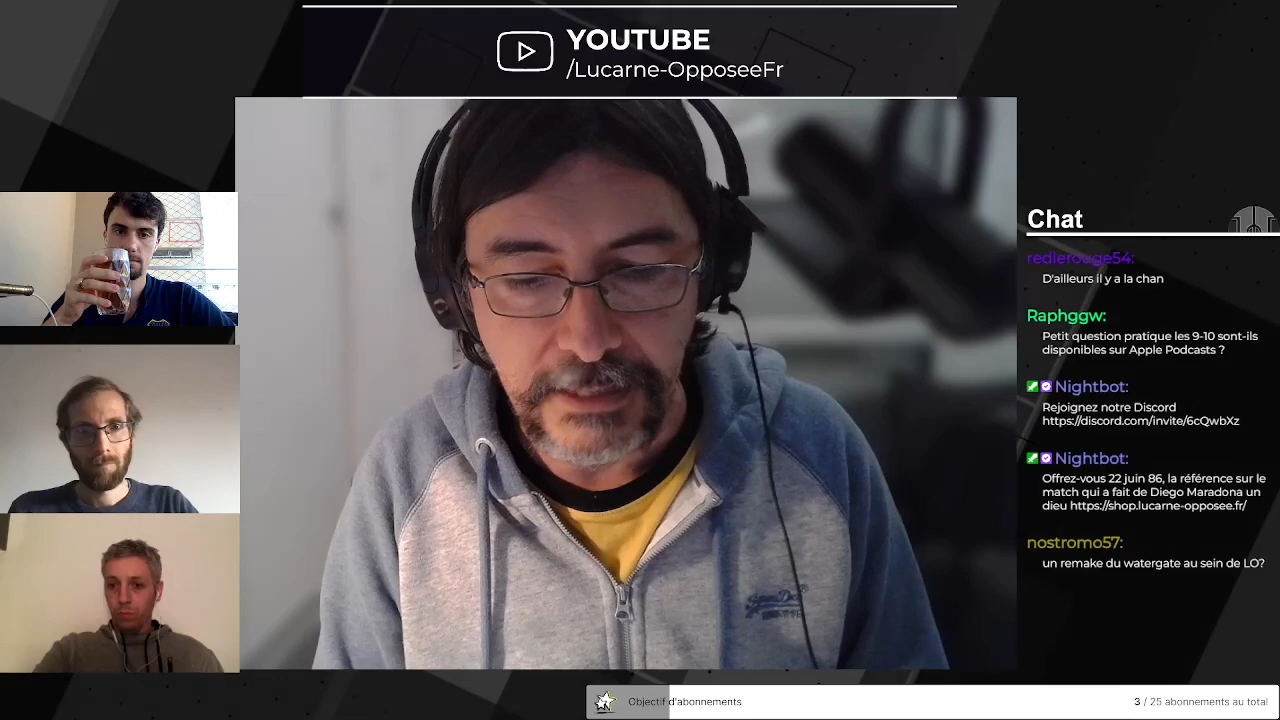 YOUTUBE
/Lucarne-OpposeeFr
Chat
redlerouge54:
D'ailleurs il y a la chan
Raphggw:
Petit question pratique les 9-10 sont-ils
disponibles sur Apple Podcasts ?
Nightbot:
Rejoignez notre Discord
https://discord.com/invite/6cQwbXz
Nightbot:
Offrez-vous 22 juin 86, la référence sur le
match qui a fait de Diego Maradona un
dieu https://shop.lucarne-opposee.fr/
nostromo57:
un remake du watergate au sein de LO?
Objectif d'abonnements
3 / 25 abonnements au total